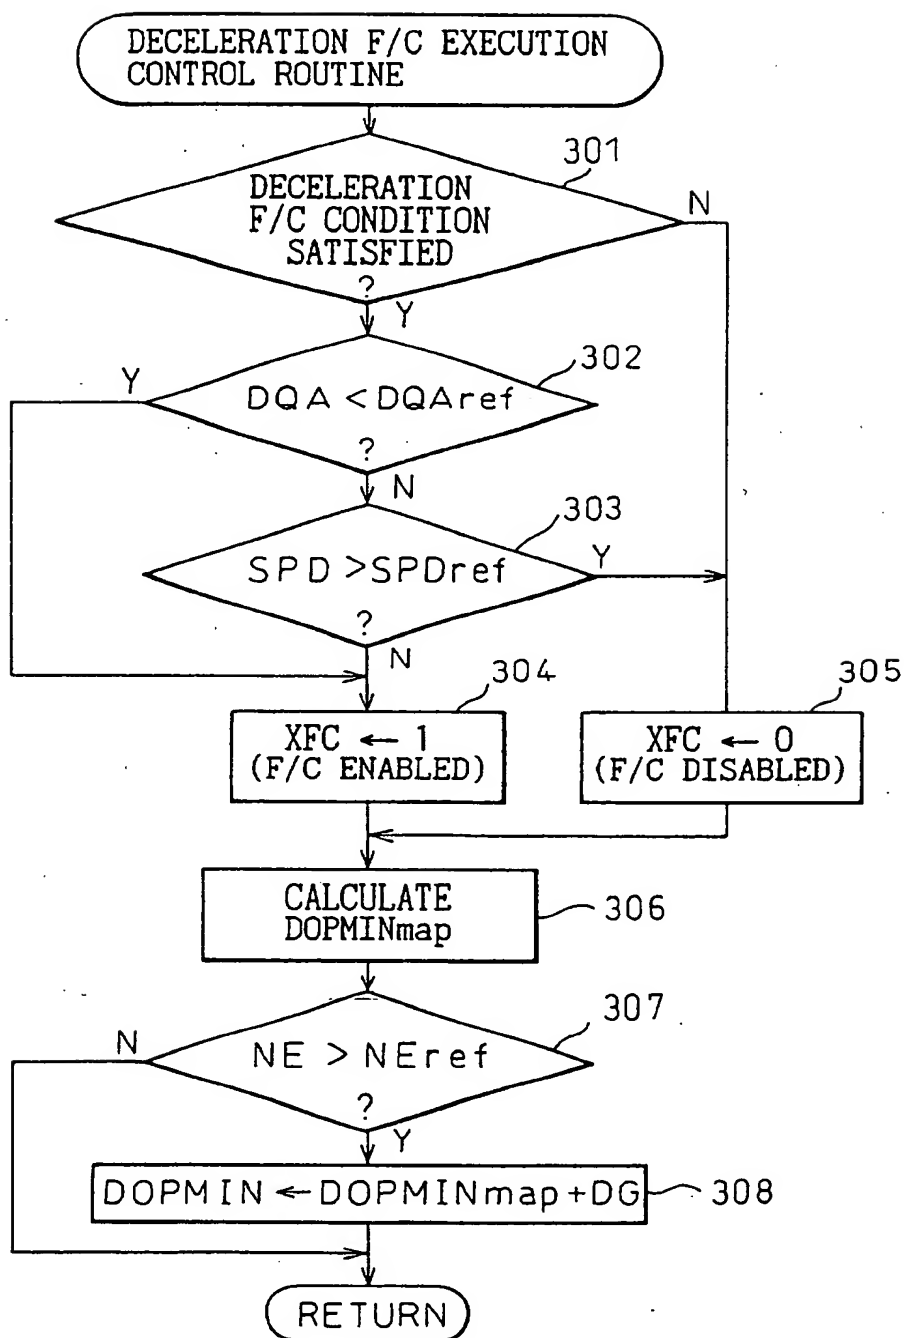 DECELERATION F/C EXECUTION
CONTROL ROUTINE
301
DECELERATION
F/C CONDITION
SATISFIED
?
N
Y
302
Y
DQA < DQAref
?
N
303
SPD > SPDref
Y
?
N
304
305
XFC ← 1
(F/C ENABLED)
XFC ← 0
(F/C DISABLED)
CALCULATE
DOPMINmap
306
307
N
NE > NEref
?
Y
DOPMIN ← DOPMINmap + DG
308
RETURN